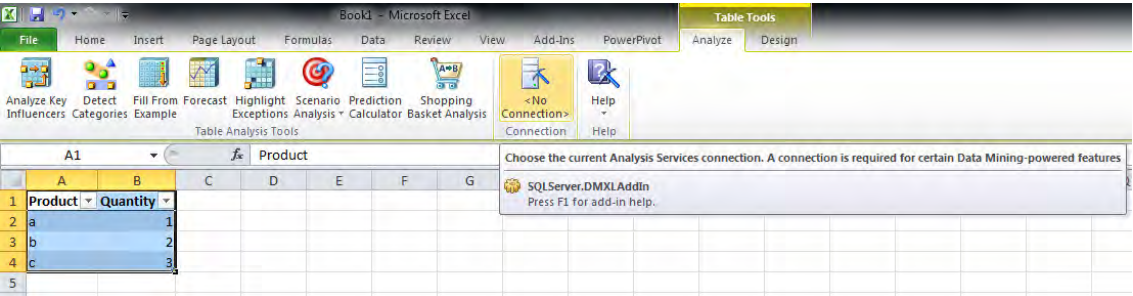 Book1 - Microsoft Excel
Table Tools
File Home Insert Page Layout Formulas Data Review View Add-Ins PowerPivot Analyze Design
Analyze Key Influencers
Detect Categories
Fill From Example
Forecast
Highlight Exceptions
Scenario Analysis
Prediction Calculator
Shopping Basket Analysis
<No Connection>
Help
Table Analysis Tools
Connection
Help
A1
fx
Product
Choose the current Analysis Services connection. A connection is required for certain Data Mining-powered features
SQLServer.DMXLAddIn
Press F1 for add-in help.
A B C D E F G
1 Product Quantity
2 a 1
3 b 2
4 c 3
5